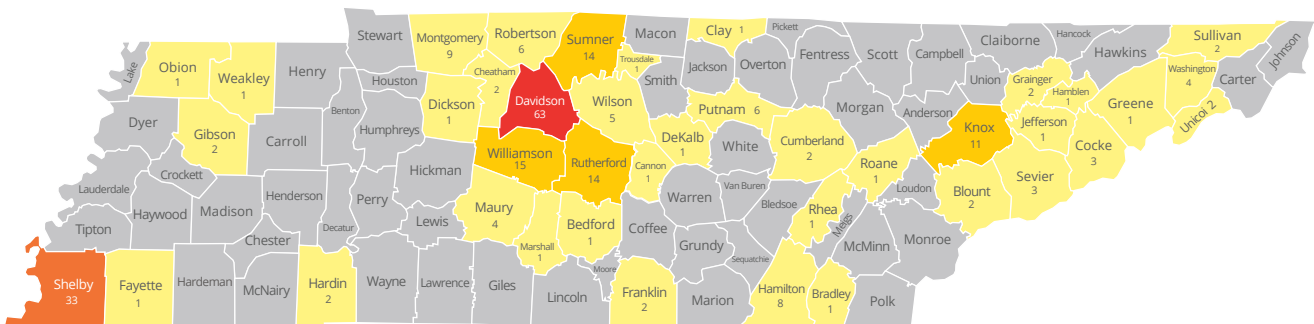 Stewart
Montgomery
9
Robertson
6
Sumner
14
Macon
Clay 1
Pickett
Fentress
Scott
Campbell
Claiborne
Hancock
Hawkins
Sullivan
2
Johnson
Lake
Obion
1
Weakley
1
Henry
Houston
Cheatham
2
Trousdale
1
Smith
Jackson
Overton
Union
Grainger
2
Hamblen
1
Washington
4
Carter
Dyer
Gibson
2
Carroll
Benton
Humphreys
Dickson
1
Davidson
63
Wilson
5
Putnam 6
Morgan
Anderson
Knox
11
Jefferson
1
Greene
1
Unicoi 2
Crockett
Hickman
Williamson
15
Rutherford
14
DeKalb
1
Cannon
1
White
Cumberland
2
Roane
1
Loudon
Blount
2
Sevier
3
Cocke
3
Lauderdale
Haywood
Madison
Henderson
Decatur
Perry
Lewis
Maury
4
Marshall
1
Bedford
1
Coffee
Warren
Van Buren
Bledsoe
Rhea
1
Meigs
McMinn
Monroe
Tipton
Chester
Moore
Grundy
Sequatchie
Shelby
33
Fayette
1
Hardeman
McNairy
Hardin
2
Wayne
Lawrence
Giles
Lincoln
Franklin
2
Marion
Hamilton
8
Bradley
1
Polk